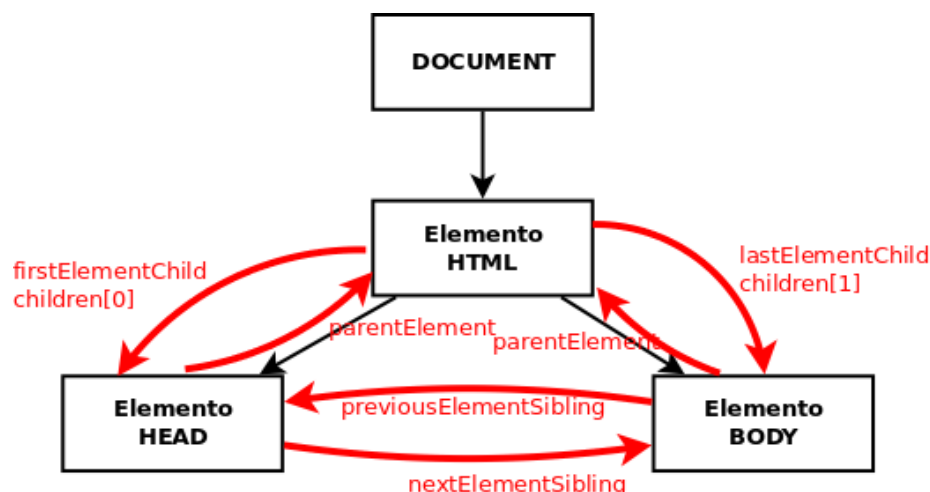 DOCUMENT
Elemento
HTML
firstElementChild
children[0]
lastElementChild
children[1]
parentElement
parentElement
Elemento
HEAD
previousElementSibling
Elemento
BODY
nextElementSibling